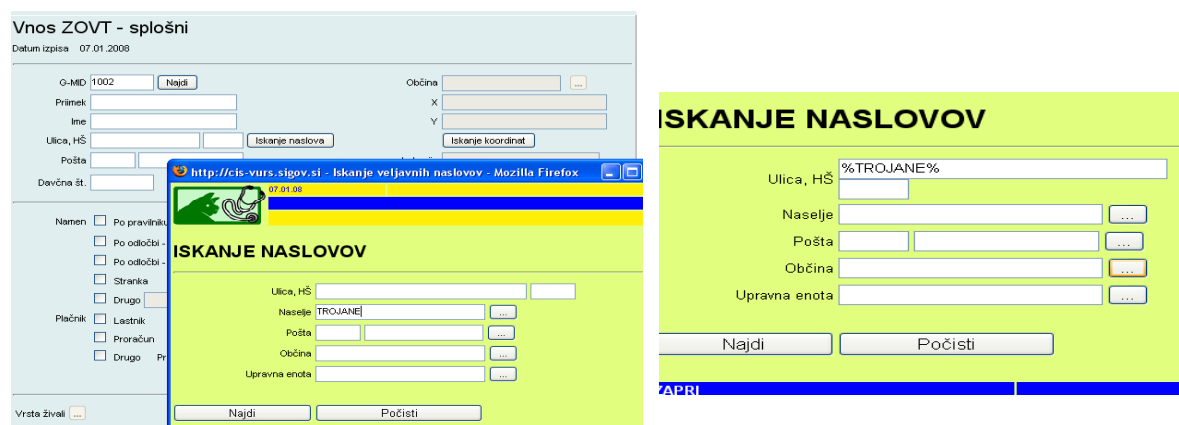 Vnos ZOVT - splošni
Datum izpisa 07.01.2008
G-MID 1002 Najdi
Priimek
Ime
Ulica, HŠ Iskanje naslova
Pošta
Davčna št.
Občina ...
X
Y
Iskanje koordinat
Namen Po pravilniku
Po odločbi -
Po odločbi -
Stranka
Drugo
Plačnik Lastnik
Proračun
Drugo Pr
Vrsta živali ...
http://cis-vurs.sigov.si - Iskanje veljavnih naslovov - Mozilla Firefox
07.01.08
ISKANJE NASLOVOV
Ulica, HŠ
Naselje TROJANE ...
Pošta ...
Občina ...
Upravna enota ...
Najdi Počisti
ISKANJE NASLOVOV
Ulica, HŠ %TROJANE%
Naselje ...
Pošta ...
Občina ...
Upravna enota ...
Najdi Počisti
ZAPRI